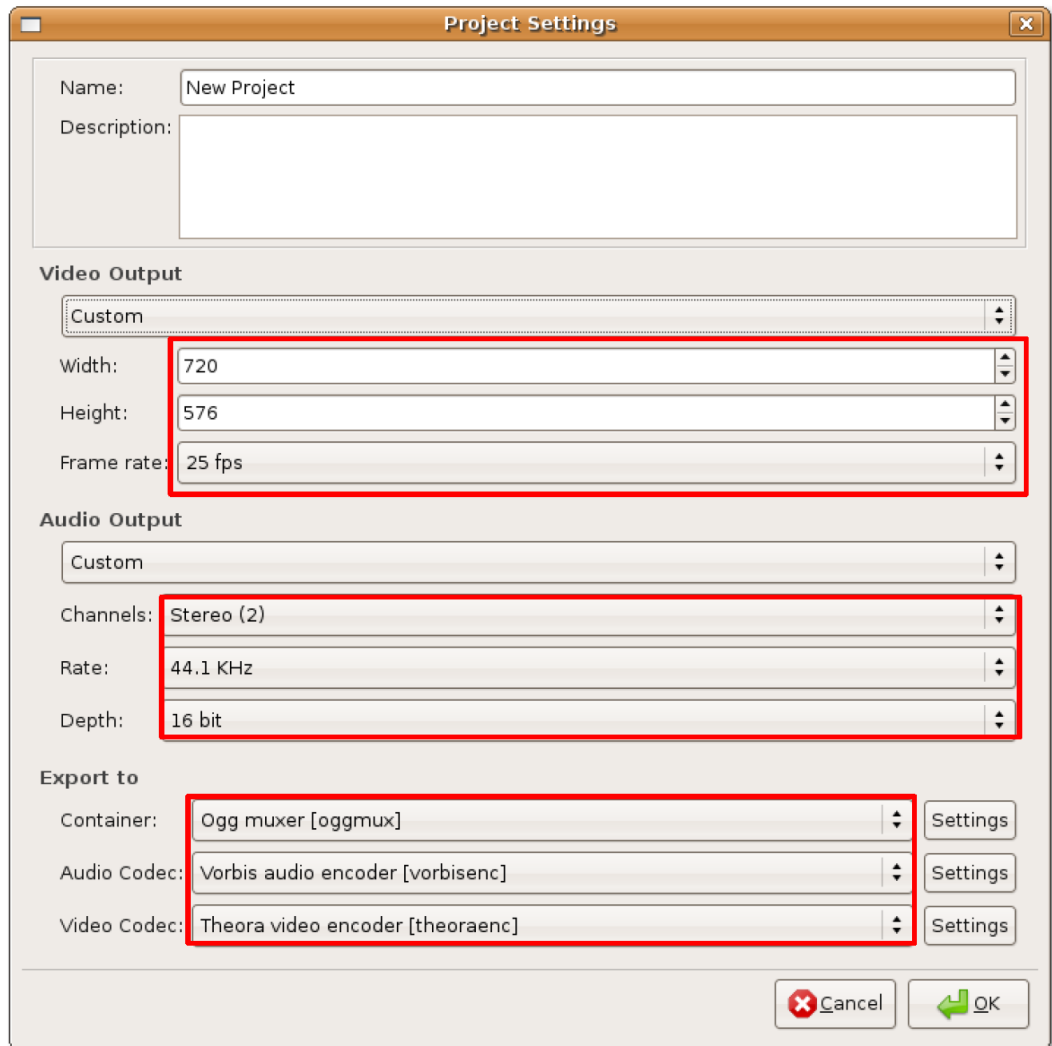 Project Settings
Name: New Project
Description:
Video Output
Custom
Width: 720
Height: 576
Frame rate: 25 fps
Audio Output
Custom
Channels: Stereo (2)
Rate: 44.1 KHz
Depth: 16 bit
Export to
Container: Ogg muxer [oggmux] Settings
Audio Codec: Vorbis audio encoder [vorbisenc] Settings
Video Codec: Theora video encoder [theoraenc] Settings
Cancel OK